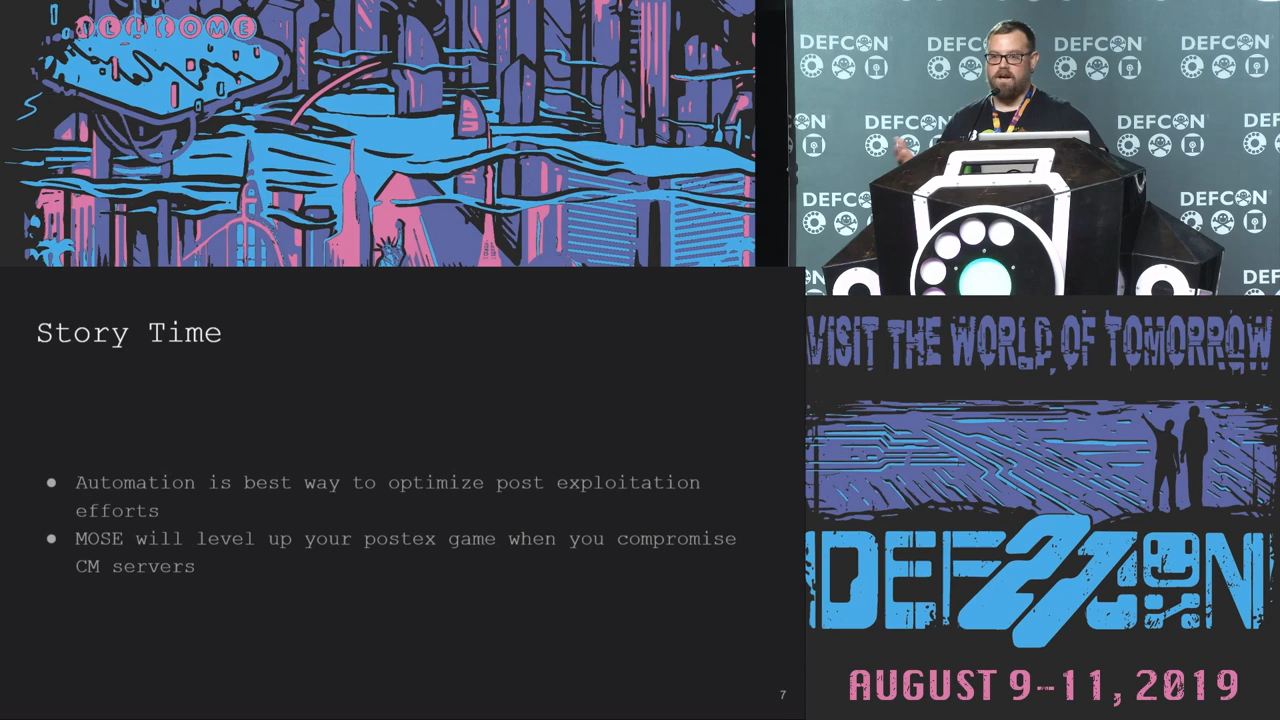 WELCOME
DEFCON DEFCON DEFCON DEFCON
DEFCON DEFCON
DEFCON DEFCON
Story Time
● Automation is best way to optimize post exploitation
efforts
● MOSE will level up your postex game when you compromise
CM servers
7
VISIT THE WORLD OF TOMORROW
DEF 27 CON
AUGUST 9-11, 2019